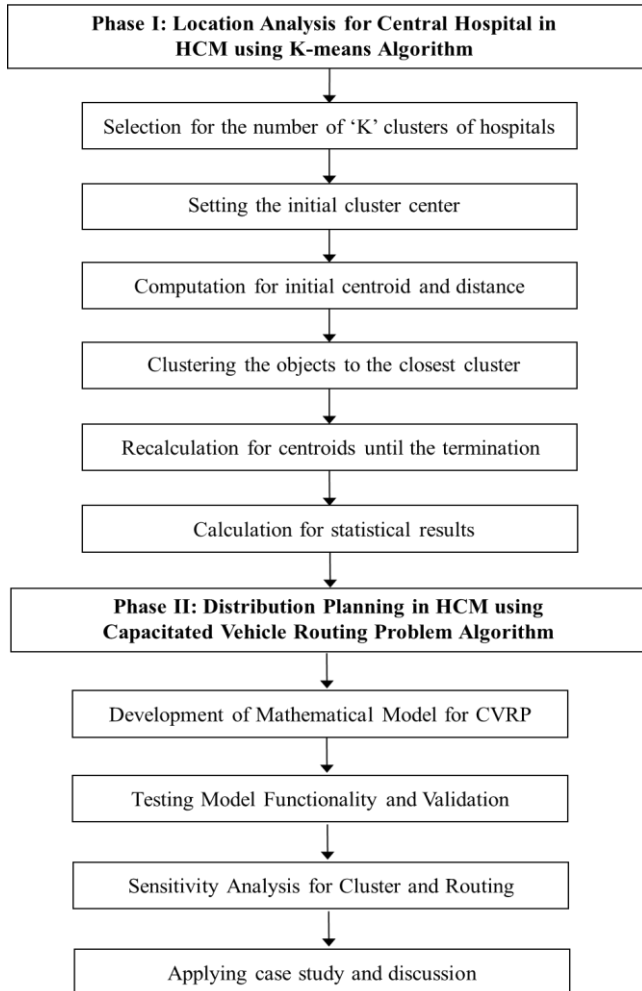 Phase I: Location Analysis for Central Hospital in
HCM using K-means Algorithm
Selection for the number of ‘K’ clusters of hospitals
Setting the initial cluster center
Computation for initial centroid and distance
Clustering the objects to the closest cluster
Recalculation for centroids until the termination
Calculation for statistical results
Phase II: Distribution Planning in HCM using
Capacitated Vehicle Routing Problem Algorithm
Development of Mathematical Model for CVRP
Testing Model Functionality and Validation
Sensitivity Analysis for Cluster and Routing
Applying case study and discussion